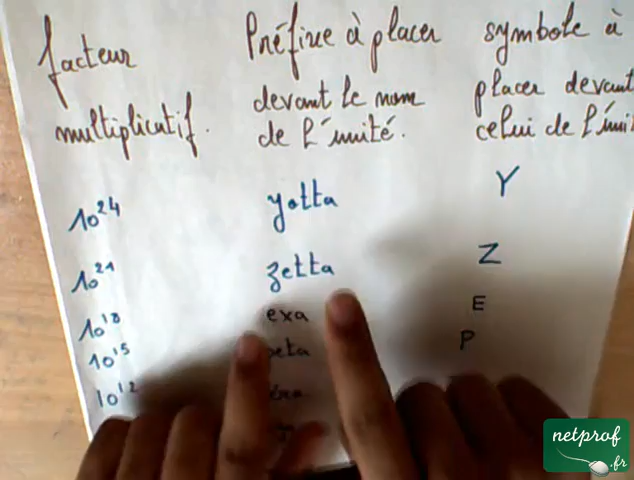 facteur Préfixe à placer symbole à
multiplicatif. devant le nom placer devant
de l'unité. celui de l'uni
10²⁴ yotta Y
10²¹ zetta Z
10¹⁸ exa E
10¹⁵ peta P
10¹²
netprof
.fr